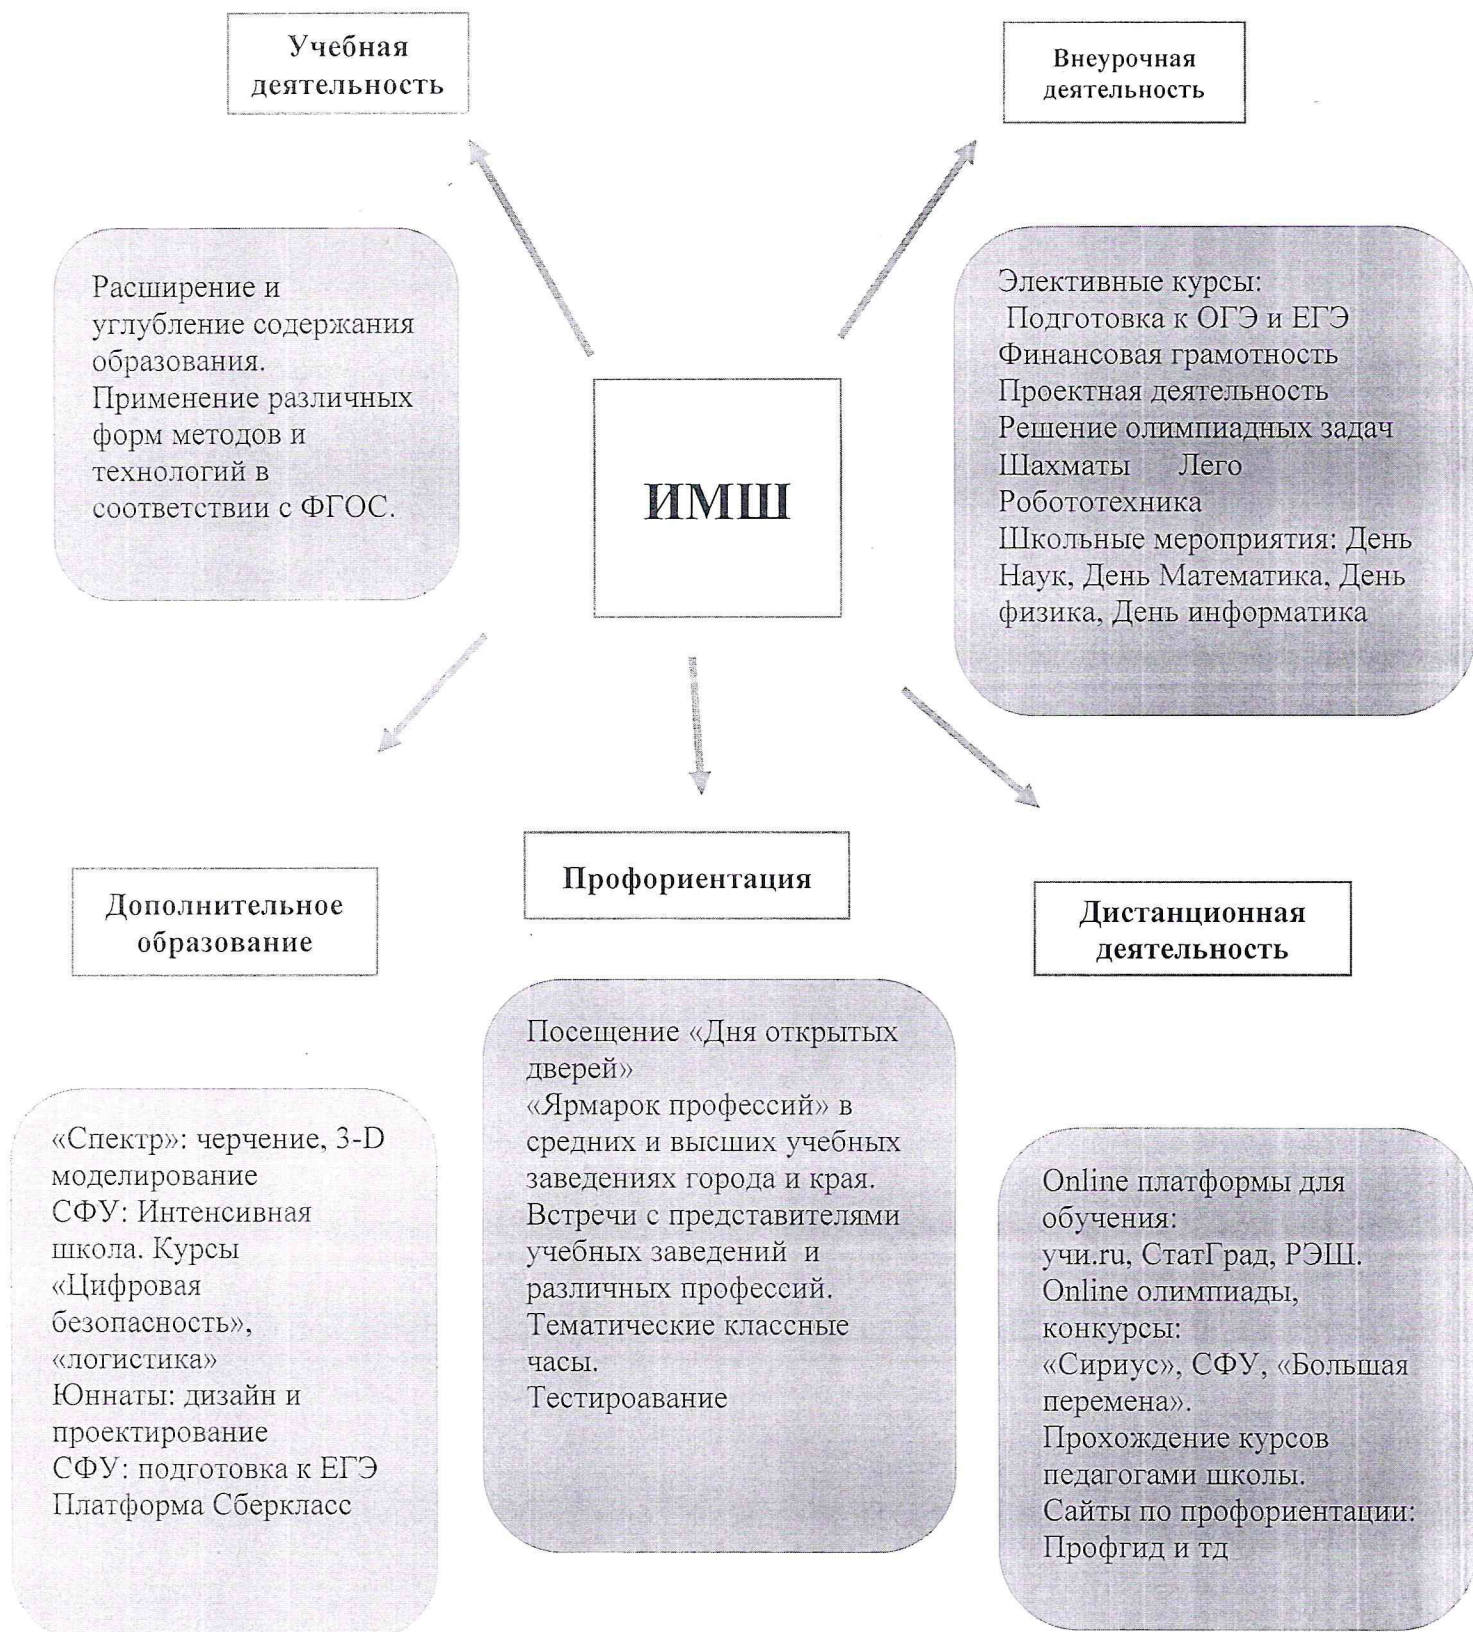 Учебная
деятельность
Внеурочная
деятельность
Расширение и
углубление содержания
образования.
Применение различных
форм методов и
технологий в
соответствии с ФГОС.
Элективные курсы:
Подготовка к ОГЭ и ЕГЭ
Финансовая грамотность
Проектная деятельность
Решение олимпиадных задач
Шахматы Лего
Робототехника
Школьные мероприятия: День
Наук, День Математика, День
физика, День информатика
ИМШ
Дополнительное
образование
Профориентация
Дистанционная
деятельность
«Спектр»: черчение, 3-D
моделирование
СФУ: Интенсивная
школа. Курсы
«Цифровая
безопасность»,
«логистика»
Юннаты: дизайн и
проектирование
СФУ: подготовка к ЕГЭ
Платформа Сберкласс
Посещение «Дня открытых
дверей»
«Ярмарок профессий» в
средних и высших учебных
заведениях города и края.
Встречи с представителями
учебных заведений и
различных профессий.
Тематические классные
часы.
Тестироавание
Online платформы для
обучения:
учи.ru, СтатГрад, РЭШ.
Online олимпиады,
конкурсы:
«Сириус», СФУ, «Большая
перемена».
Прохождение курсов
педагогами школы.
Сайты по профориентации:
Профгид и тд